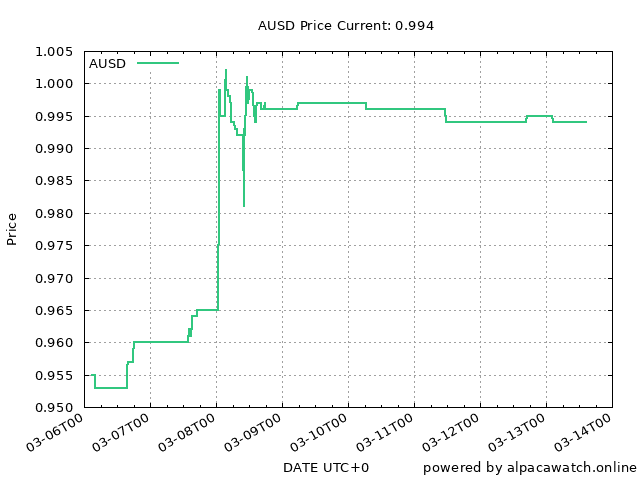 AUSD Price Current: 0.994
AUSD
1.005
1.000
0.995
0.990
0.985
0.980
0.975
0.970
0.965
0.960
0.955
0.950
Price
03-06T00
03-07T00
03-08T00
03-09T00
03-10T00
03-11T00
03-12T00
03-13T00
03-14T00
DATE UTC+0
powered by alpacawatch.online